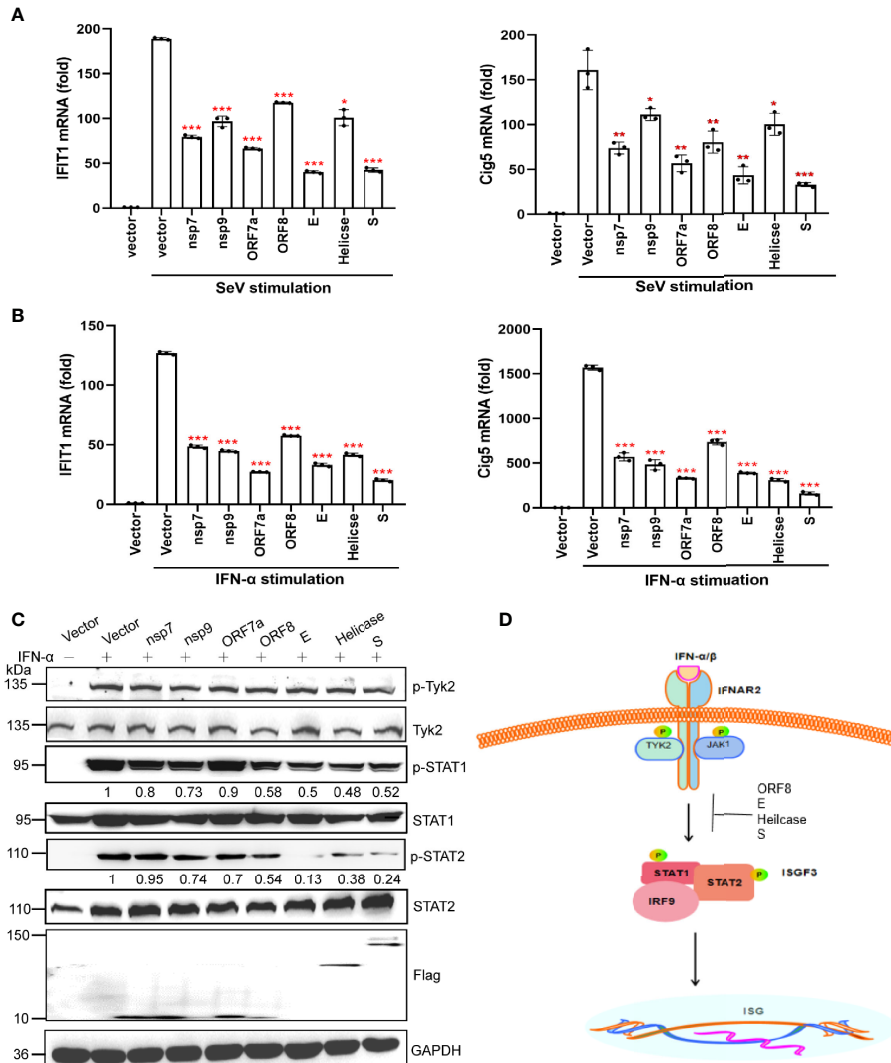 A
IFIT1 mRNA (fold)
200
150
100
50
0
***
***
***
***
***
*
***
vector
vector
nsp7
nsp9
ORF7a
ORF8
E
Helicse
S
SeV stimulation
Cig5 mRNA (fold)
200
150
100
50
0
**
*
**
**
**
*
***
Vector
Vector
nsp7
nsp9
ORF7a
ORF8
E
Helicse
S
SeV stimulation
B
IFIT1 mRNA (fold)
150
100
50
0
***
***
***
***
***
***
***
Vector
Vector
nsp7
nsp9
ORF7a
ORF8
E
Helicse
S
IFN-α stimulation
Cig5 mRNA (fold)
2000
1500
1000
500
0
***
***
***
***
***
***
***
Vector
Vector
nsp7
nsp9
ORF7a
ORF8
E
Helicse
S
IFN-α stimulation
C
Vector Vector nsp7 nsp9 ORF7a ORF8 E Helicase S
IFN-α − + + + + + + + +
kDa
135 p-Tyk2
135 Tyk2
95 p-STAT1
1 0.8 0.73 0.9 0.58 0.5 0.48 0.52
95 STAT1
110 p-STAT2
1 0.95 0.74 0.7 0.54 0.13 0.38 0.24
110 STAT2
150
Flag
10
36 GAPDH
D
IFN-α/β
IFNAR2
P
P
TYK2
JAK1
ORF8
E
Heilcase
S
P
STAT1
STAT2
P
ISGF3
IRF9
ISG